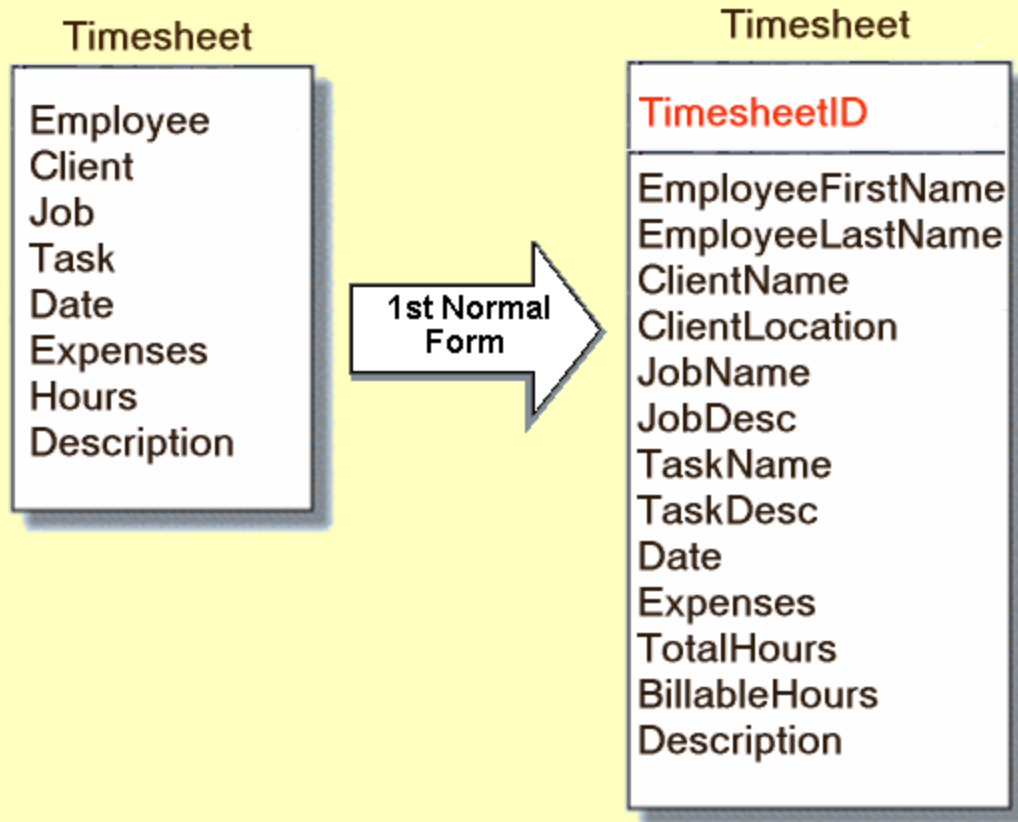 Timesheet
Employee
Client
Job
Task
Date
Expenses
Hours
Description
1st Normal
Form
Timesheet
TimesheetID
EmployeeFirstName
EmployeeLastName
ClientName
ClientLocation
JobName
JobDesc
TaskName
TaskDesc
Date
Expenses
TotalHours
BillableHours
Description